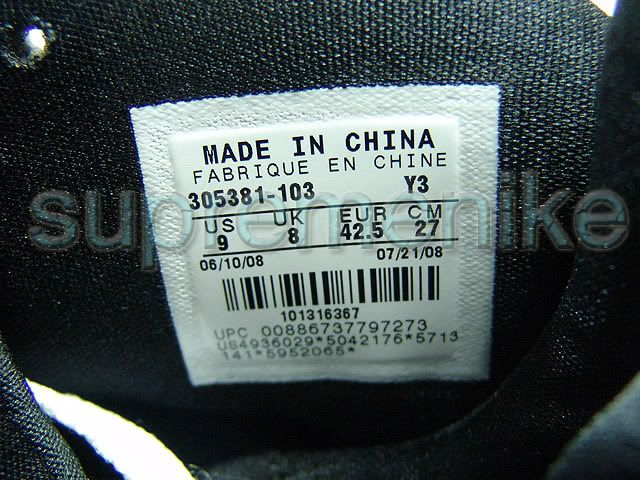 MADE IN CHINA
FABRIQUE EN CHINE
305381-103 Y3
supremenike
US UK EUR CM
9 8 42.5 27
06/10/08 07/21/08
101316367
UPC 00886737797273
US4936029*5042176*5713
141*5952065*